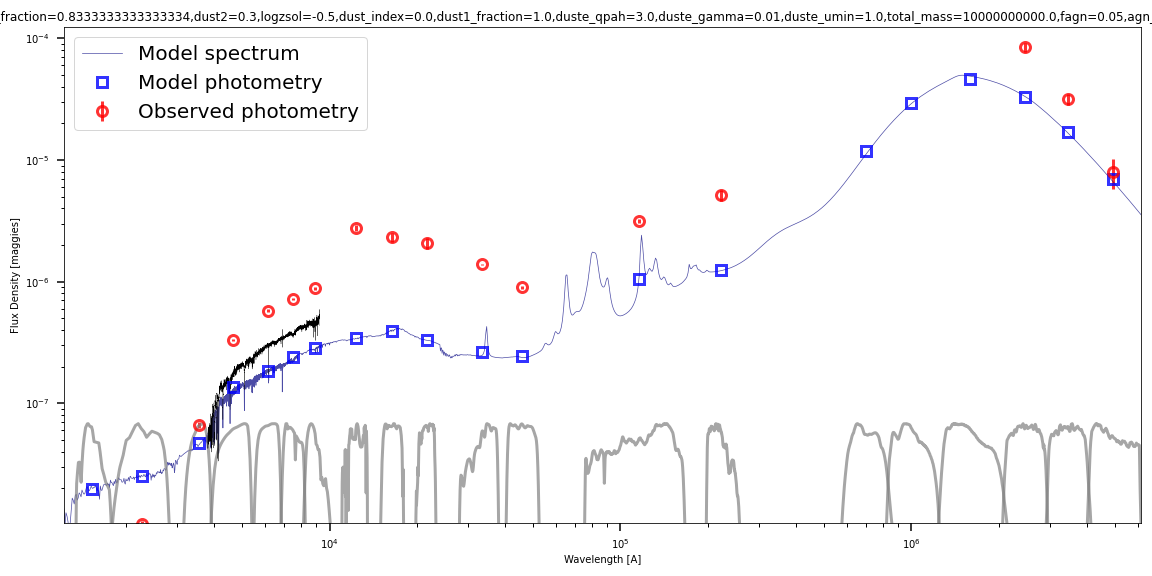 _fraction=0.8333333333333334,dust2=0.3,logzsol=-0.5,dust_index=0.0,dust1_fraction=1.0,duste_qpah=3.0,duste_gamma=0.01,duste_umin=1.0,total_mass=10000000000.0,fagn=0.05,agn_
Model spectrum
Model photometry
Observed photometry
10⁻⁴
10⁻⁵
10⁻⁶
10⁻⁷
Flux Density [maggies]
10⁴ 10⁵ 10⁶
Wavelength [A]